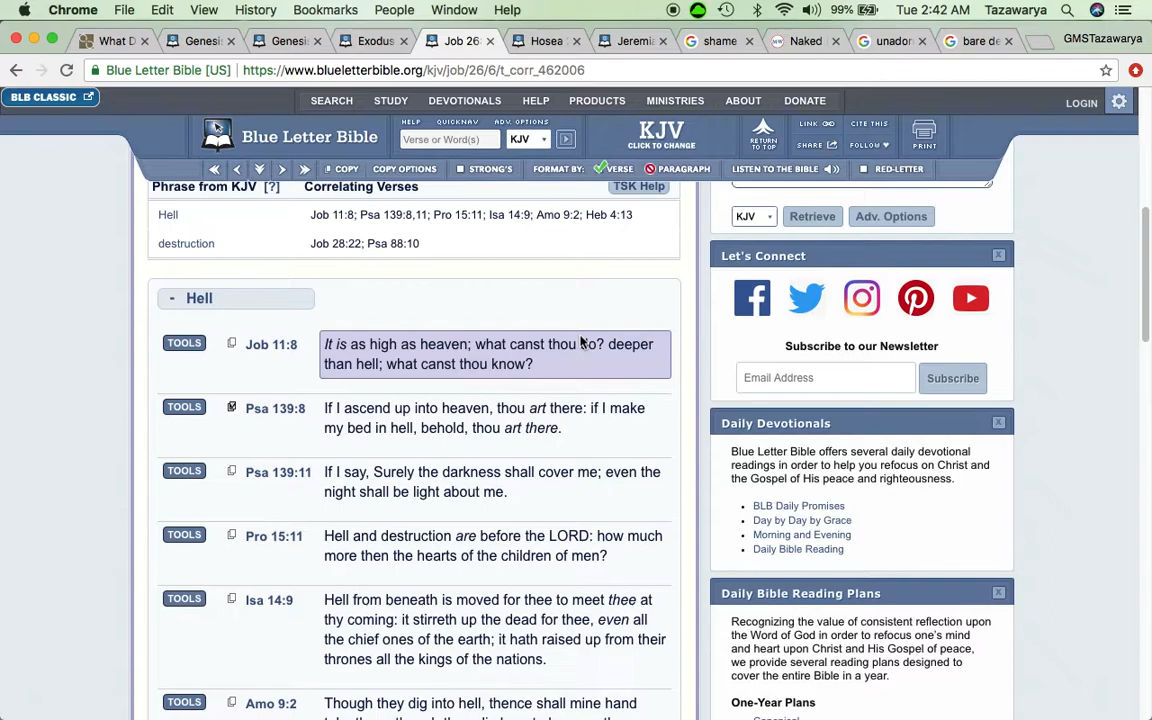 Chrome File Edit View History Bookmarks People Window Help 99% Tue 2:42 AM Tazawarya
What D Genesis Genesis Exodus Job 26: Hosea Jeremia shame Naked unador bare de GMSTazawarya
Blue Letter Bible [US] https://www.blueletterbible.org/kjv/job/26/6/t_corr_462006
BLB CLASSIC
SEARCH STUDY DEVOTIONALS HELP PRODUCTS MINISTRIES ABOUT DONATE LOGIN
HELP QUICKNAV ADV. OPTIONS
Blue Letter Bible Verse or Word(s) KJV
KJV
CLICK TO CHANGE
RETURN
TO TOP
LINK CITE THIS
SHARE FOLLOW
PRINT
COPY COPY OPTIONS STRONG'S FORMAT BY: VERSE PARAGRAPH LISTEN TO THE BIBLE RED-LETTER
Phrase from KJV [?] Correlating Verses TSK Help
Hell Job 11:8; Psa 139:8,11; Pro 15:11; Isa 14:9; Amo 9:2; Heb 4:13
destruction Job 28:22; Psa 88:10
- Hell
TOOLS Job 11:8 It is as high as heaven; what canst thou do? deeper
than hell; what canst thou know?
TOOLS Psa 139:8 If I ascend up into heaven, thou art there: if I make
my bed in hell, behold, thou art there.
TOOLS Psa 139:11 If I say, Surely the darkness shall cover me; even the
night shall be light about me.
TOOLS Pro 15:11 Hell and destruction are before the LORD: how much
more then the hearts of the children of men?
TOOLS Isa 14:9 Hell from beneath is moved for thee to meet thee at
thy coming: it stirreth up the dead for thee, even all
the chief ones of the earth; it hath raised up from their
thrones all the kings of the nations.
TOOLS Amo 9:2 Though they dig into hell, thence shall mine hand
KJV Retrieve Adv. Options
Let's Connect X
Subscribe to our Newsletter
Email Address Subscribe
Daily Devotionals X
Blue Letter Bible offers several daily devotional
readings in order to help you refocus on Christ and
the Gospel of His peace and righteousness.
BLB Daily Promises
Day by Day by Grace
Morning and Evening
Daily Bible Reading
Daily Bible Reading Plans X
Recognizing the value of consistent reflection upon
the Word of God in order to refocus one's mind
and heart upon Christ and His Gospel of peace,
we provide several reading plans designed to
cover the entire Bible in a year.
One-Year Plans